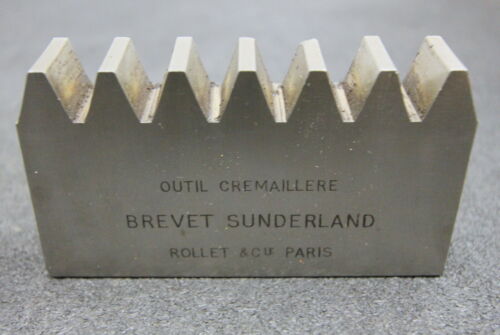 OUTIL CREMAILLERE
BREVET SUNDERLAND
ROLLET & CIE PARIS